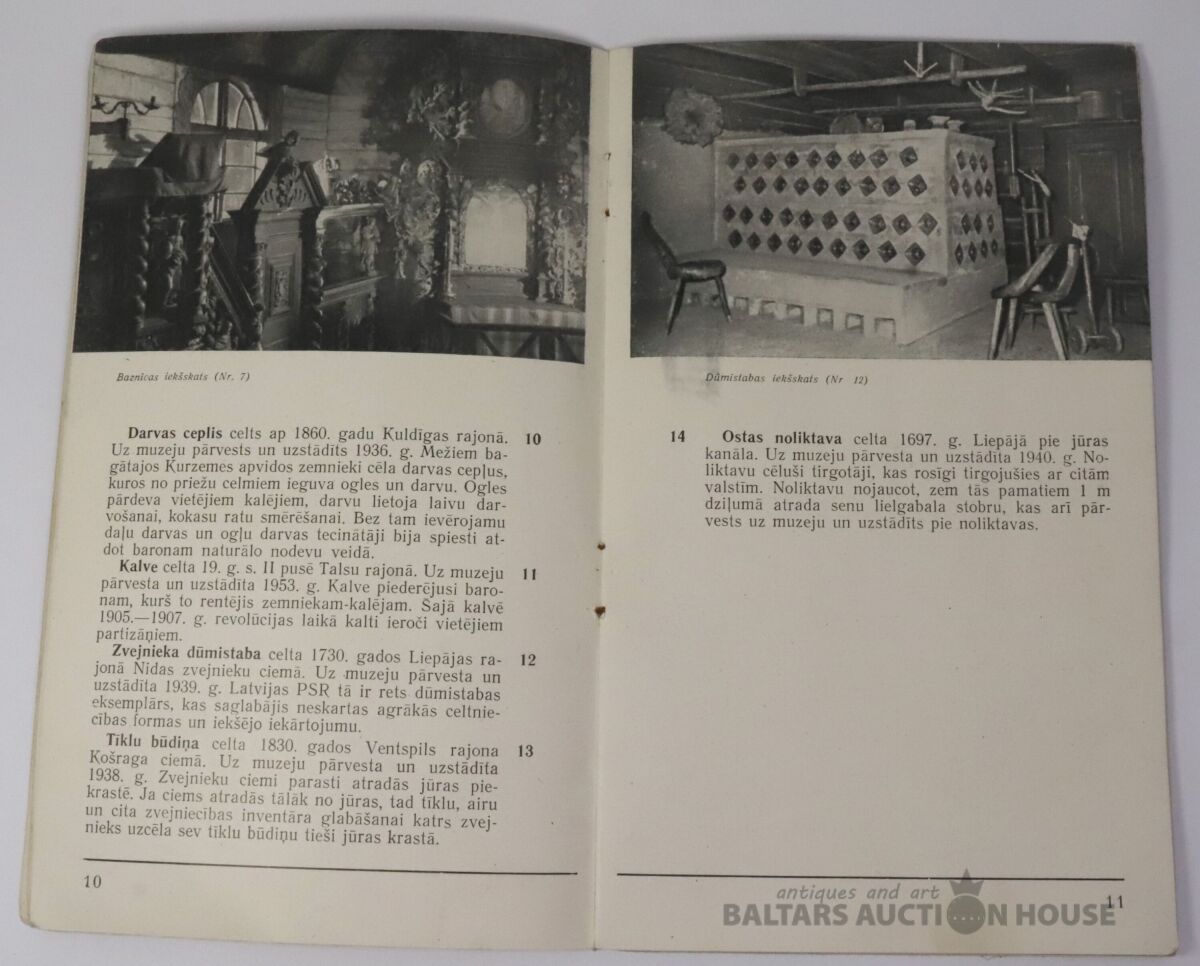 Baznīcas iekšskats (Nr. 7)
Darvas ceplis celts ap 1860. gadu Kuldīgas rajonā. 10
Uz muzeju pārvests un uzstādīts 1936. g. Mežiem ba-
gātajos Kurzemes apvidos zemnieki cēla darvas cepļus,
kuros no priežu celmiem ieguva ogles un darvu. Ogles
pārdeva vietējiem kalējiem, darvu lietoja laivu dar-
vošanai, kokasu ratu smērēšanai. Bez tam ievērojamu
daļu darvas un ogļu darvas tecinātāji bija spiesti at-
dot baronam naturālo nodevu veidā.
Kalve celta 19. g. s. II pusē Talsu rajonā. Uz muzeju 11
pārvesta un uzstādīta 1953. g. Kalve piederējusi baro-
nam, kurš to rentējis zemniekam-kalējam. Šajā kalvē
1905.—1907. g. revolūcijas laikā kalti ieroči vietējiem
partizāņiem.
Zvejnieka dūmistaba celta 1730. gados Liepājas ra- 12
jonā Nidas zvejnieku ciemā. Uz muzeju pārvesta un
uzstādīta 1939. g. Latvijas PSR tā ir rets dūmistabas
eksemplārs, kas saglabājis neskartas agrākās celtnie-
cības formas un iekšējo iekārtojumu.
Tīklu būdiņa celta 1830. gados Ventspils rajona 13
Ķošraga ciemā. Uz muzeju pārvesta un uzstādīta
1938. g. Zvejnieku ciemi parasti atradās jūras pie-
krastē. Ja ciems atradās tālāk no jūras, tad tīklu, airu
un cita zvejniecības inventāra glabāšanai katrs zvej-
nieks uzcēla sev tīklu būdiņu tieši jūras krastā.
10
Dūmistabas iekšskats (Nr 12)
14 Ostas noliktava celta 1697. g. Liepājā pie jūras
kanāla. Uz muzeju pārvesta un uzstādīta 1940. g. No-
liktavu cēluši tirgotāji, kas rosīgi tirgojušies ar citām
valstīm. Noliktavu nojaucot, zem tās pamatiem 1 m
dziļumā atrada senu lielgabala stobru, kas arī pār-
vests uz muzeju un uzstādīts pie noliktavas.
11
antiques and art
BALTARS AUCTION HOUSE